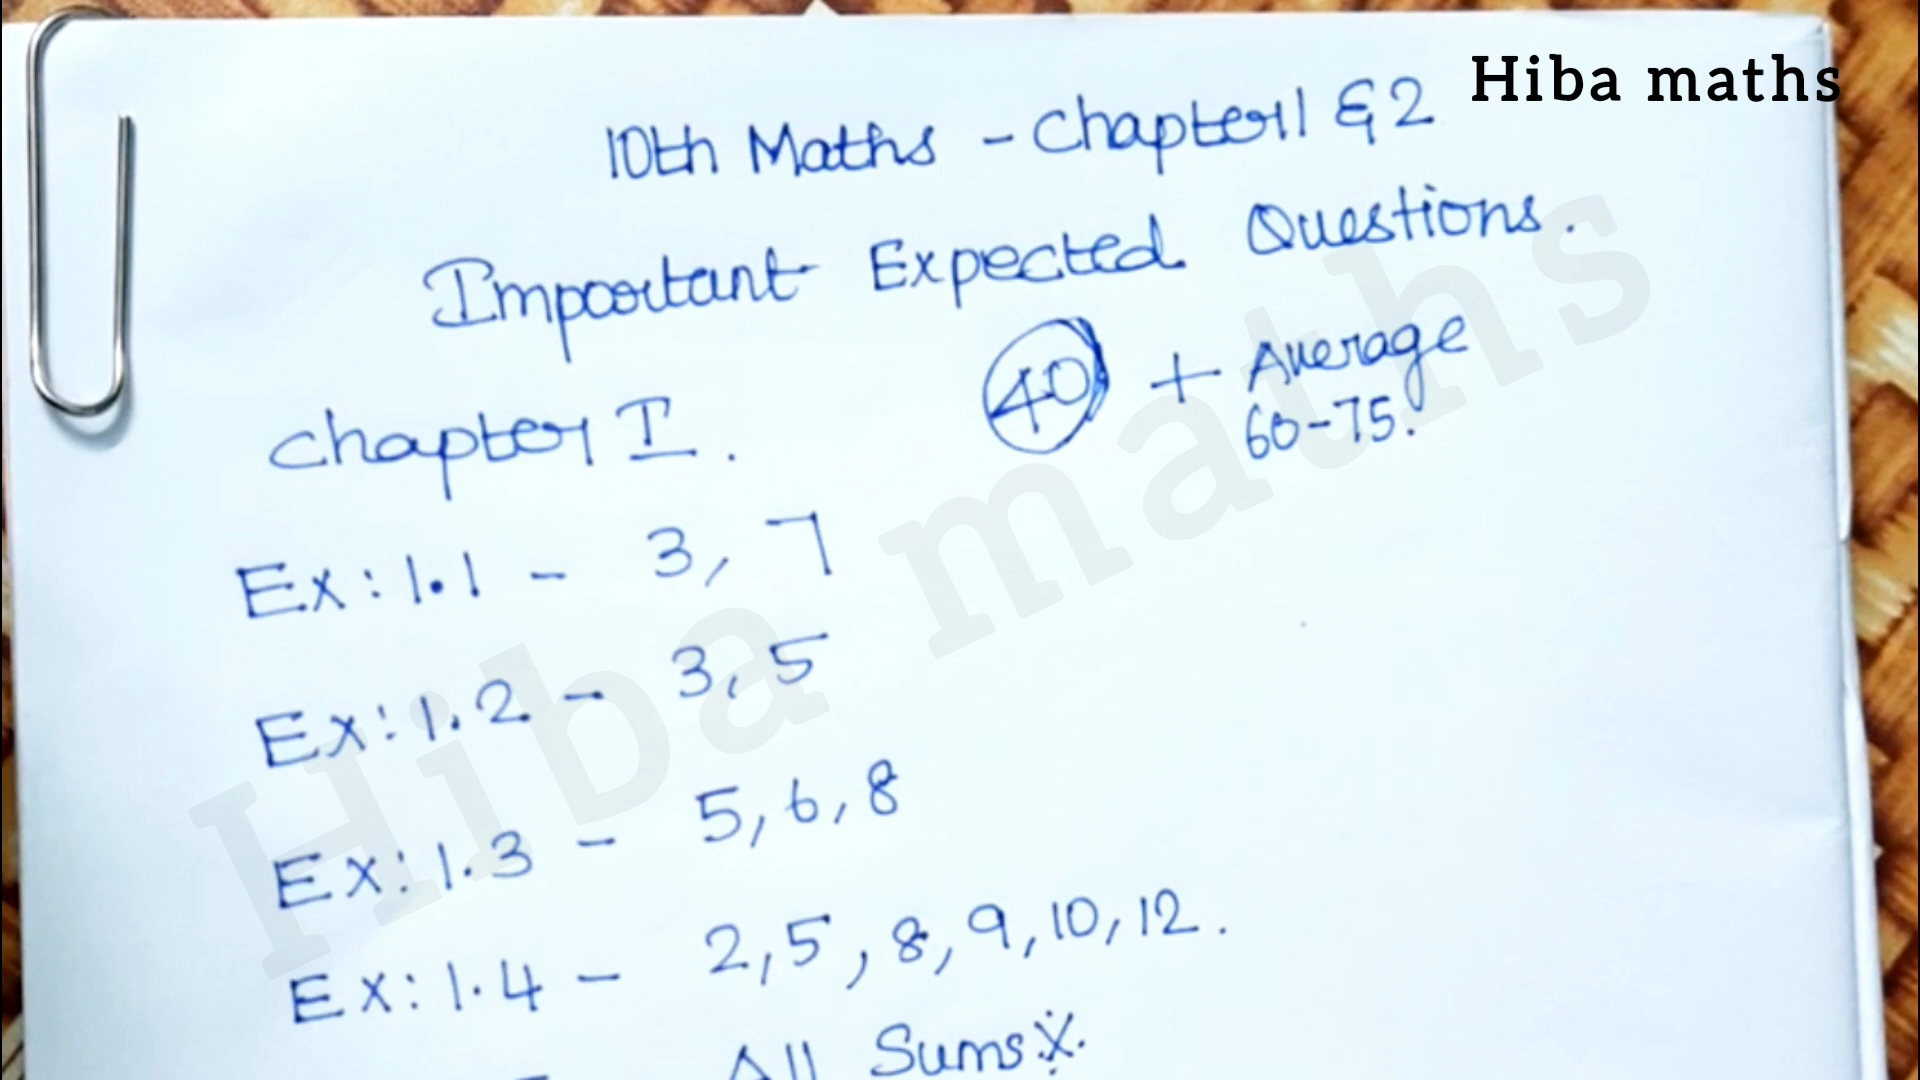 Hiba maths
10th Maths - Chapter 1 & 2
Important Expected Questions.
40 + Average
60-75.
Chapter I.
Ex: 1.1 - 3, 7
Ex: 1.2 - 3, 5
Ex: 1.3 - 5, 6, 8
Ex: 1.4 - 2, 5, 8, 9, 10, 12.
All Sums
Hiba maths